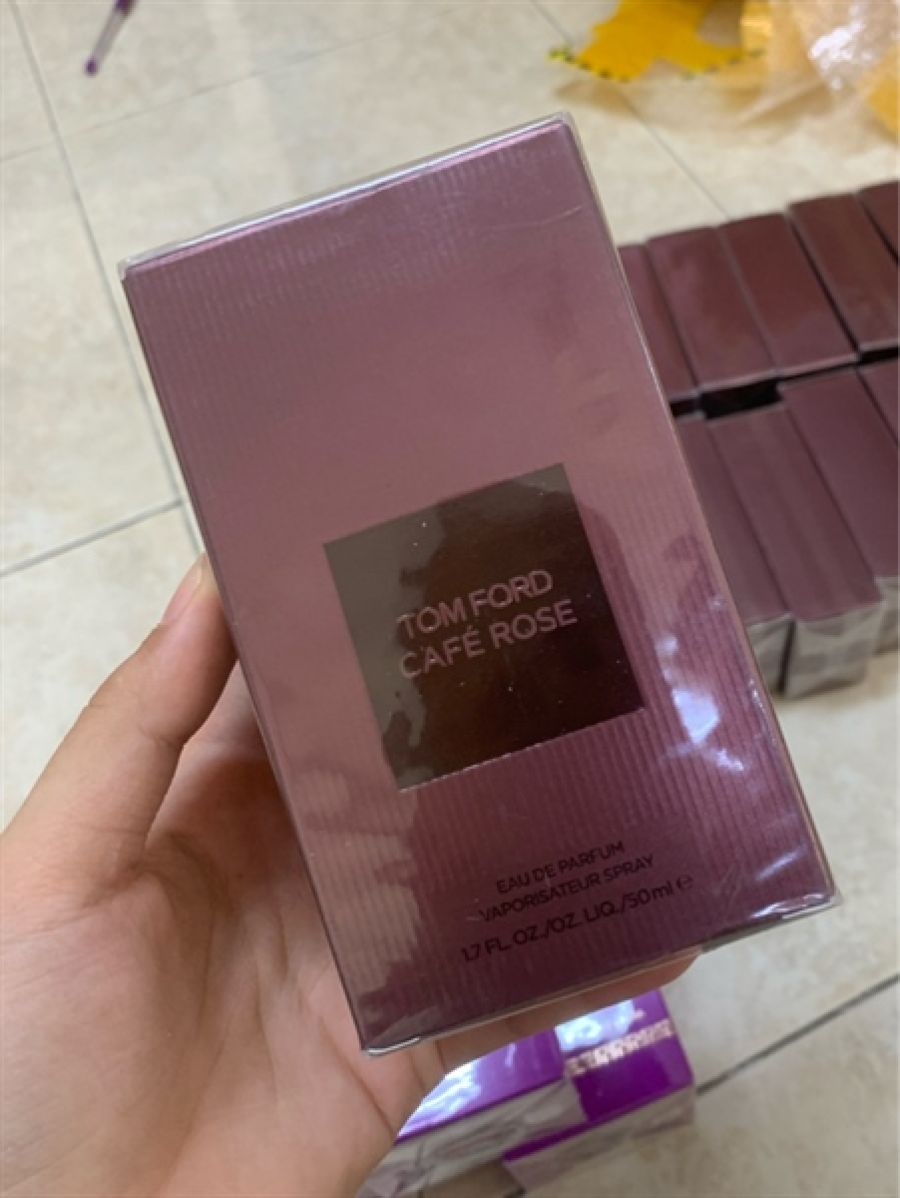 TOM FORD
CAFÉ ROSE
EAU DE PARFUM
VAPORISATEUR SPRAY
1.7 FL. OZ./OZ. LIQ./50 ml ℮